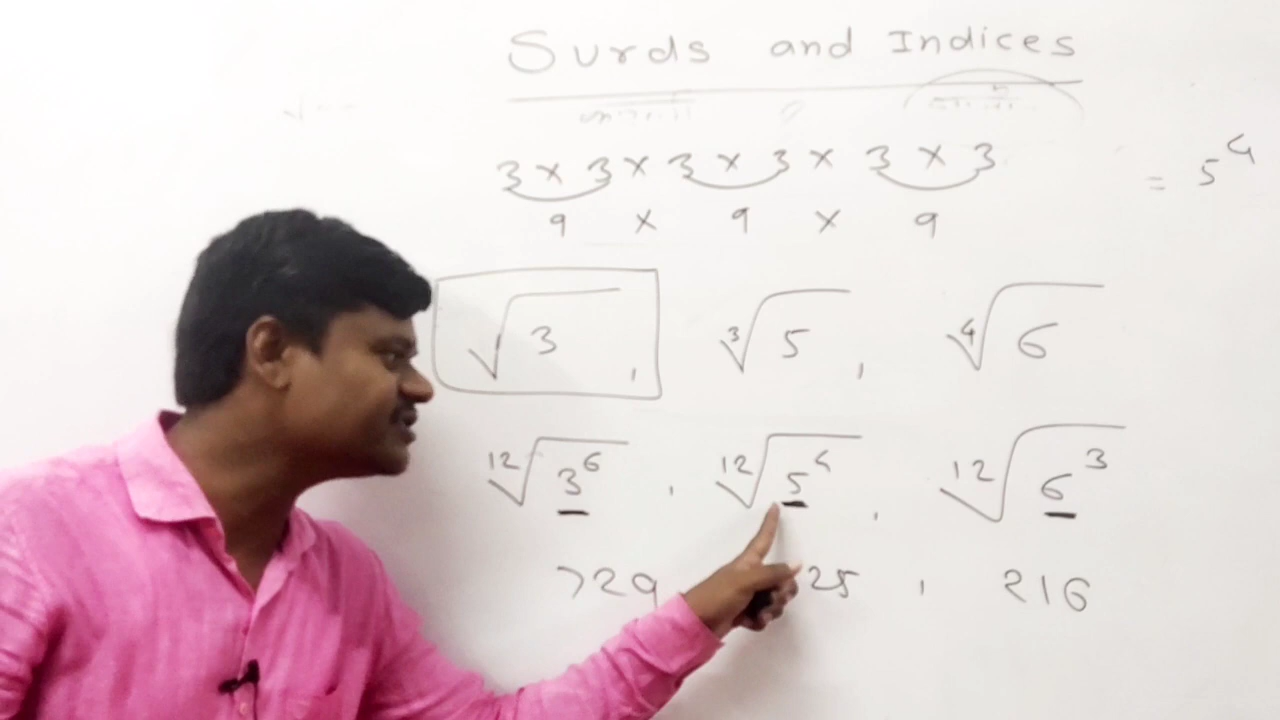 Surds and Indices
3 × 3 × 3 × 3 × 3 × 3 = 5⁴
9 × 9 × 9
√3 , ∛5 , ∜6
¹²√3⁶ , ¹²√5⁴ , ¹²√6³
729 25 , 216